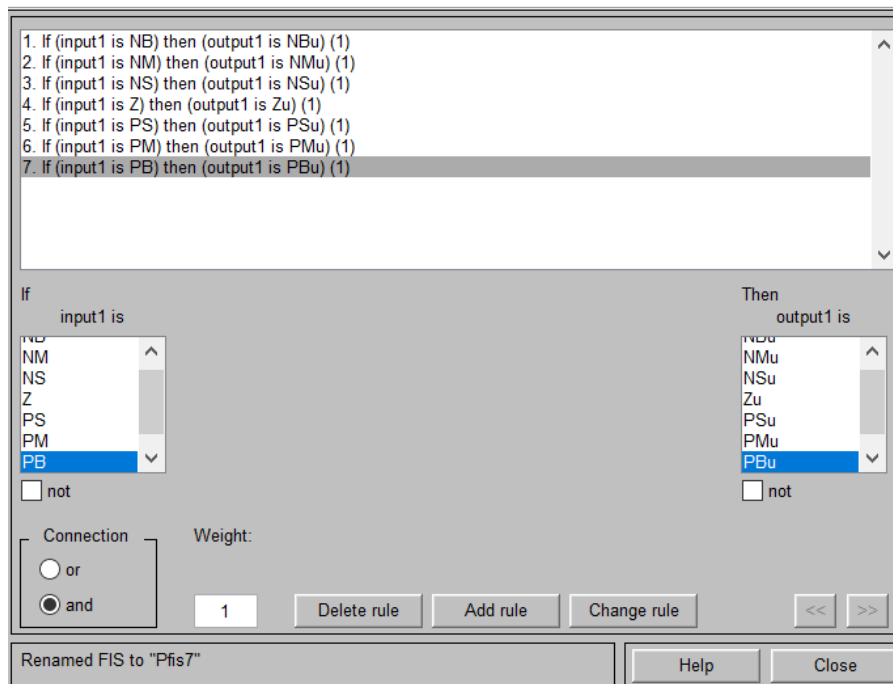 1. If (input1 is NB) then (output1 is NBu) (1)
2. If (input1 is NM) then (output1 is NMu) (1)
3. If (input1 is NS) then (output1 is NSu) (1)
4. If (input1 is Z) then (output1 is Zu) (1)
5. If (input1 is PS) then (output1 is PSu) (1)
6. If (input1 is PM) then (output1 is PMu) (1)
7. If (input1 is PB) then (output1 is PBu) (1)
If
input1 is
NB
NM
NS
Z
PS
PM
PB
not
Then
output1 is
NBu
NMu
NSu
Zu
PSu
PMu
PBu
not
Connection
or
and
Weight:
1
Delete rule
Add rule
Change rule
<<
>>
Renamed FIS to "Pfis7"
Help
Close